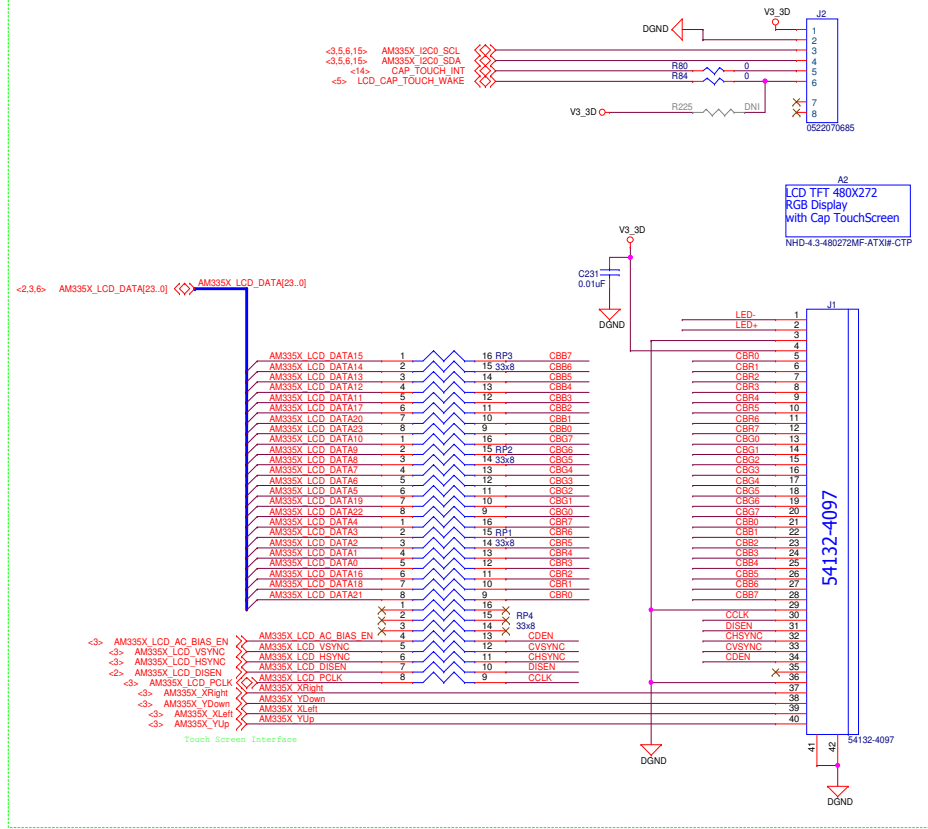 V3_3D J2
DGND
1
2
<3,5,6,15> AM335X_I2C0_SCL 3
<3,5,6,15> AM335X_I2C0_SDA 4
<14> CAP_TOUCH_INT R80 0 5
<5> LCD_CAP_TOUCH_WAKE R84 0 6
7
V3_3D R225 DNI 8
0522070685
A2
LCD TFT 480X272
RGB Display
with Cap TouchScreen
NHD-4.3-480272MF-ATXI#-CTP
V3_3D
C231
0.01uF
DGND
<2,3,6> AM335X_LCD_DATA[23..0] AM335X_LCD_DATA[23..0]
J1
LED- 1
LED+ 2
3
4
AM335X_LCD_DATA15 1 16 RP3 CBB7 CBR0 5
AM335X_LCD_DATA14 2 15 33x8 CBB6 CBR1 6
AM335X_LCD_DATA13 3 14 CBB5 CBR2 7
AM335X_LCD_DATA12 4 13 CBB4 CBR3 8
AM335X_LCD_DATA11 5 12 CBB3 CBR4 9
AM335X_LCD_DATA17 6 11 CBB2 CBR5 10
AM335X_LCD_DATA20 7 10 CBB1 CBR6 11
AM335X_LCD_DATA23 8 9 CBB0 CBR7 12
AM335X_LCD_DATA10 1 16 CBG7 CBG0 13
AM335X_LCD_DATA9 2 15 RP2 CBG6 CBG1 14
AM335X_LCD_DATA8 3 14 33x8 CBG5 CBG2 15
AM335X_LCD_DATA7 4 13 CBG4 CBG3 16
AM335X_LCD_DATA6 5 12 CBG3 CBG4 17
AM335X_LCD_DATA5 6 11 CBG2 CBG5 18
AM335X_LCD_DATA19 7 10 CBG1 CBG6 19
AM335X_LCD_DATA22 8 9 CBG0 CBG7 20
AM335X_LCD_DATA4 1 16 CBR7 CBB0 21
AM335X_LCD_DATA3 2 15 RP1 CBR6 CBB1 22
AM335X_LCD_DATA2 3 14 33x8 CBR5 CBB2 23
AM335X_LCD_DATA1 4 13 CBR4 CBB3 24
AM335X_LCD_DATA0 5 12 CBR3 CBB4 25
AM335X_LCD_DATA16 6 11 CBR2 CBB5 26
AM335X_LCD_DATA18 7 10 CBR1 CBB6 27
AM335X_LCD_DATA21 8 9 CBR0 CBB7 28
54132-4097
1 16 29
2 15 RP4 CCLK 30
3 14 33x8 DISEN 31
<3> AM335X_LCD_AC_BIAS_EN AM335X_LCD_AC_BIAS_EN 4 13 CDEN CHSYNC 32
<3> AM335X_LCD_VSYNC AM335X_LCD_VSYNC 5 12 CVSYNC CVSYNC 33
<3> AM335X_LCD_HSYNC AM335X_LCD_HSYNC 6 11 CHSYNC CDEN 34
<2> AM335X_LCD_DISEN AM335X_LCD_DISEN 7 10 DISEN 35
<3> AM335X_LCD_PCLK AM335X_LCD_PCLK 8 9 CCLK 36
<3> AM335X_XRight AM335X_XRight 37
<3> AM335X_YDown AM335X_YDown 38
<3> AM335X_XLeft AM335X_XLeft 39
<3> AM335X_YUp AM335X_YUp 40
Touch Screen Interface
54132-4097
41
42
DGND
DGND